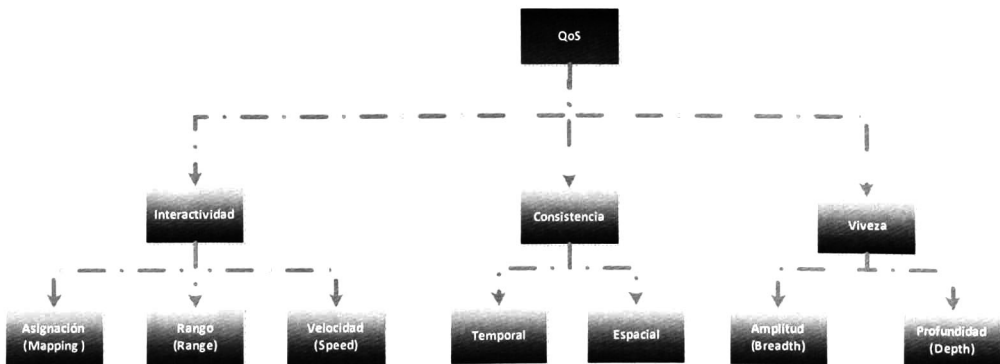 QoS
Interactividad
Consistencia
Viveza
Asignación
(Mapping )
Rango
(Range)
Velocidad
(Speed)
Temporal
Espacial
Amplitud
(Breadth)
Profundidad
(Depth)